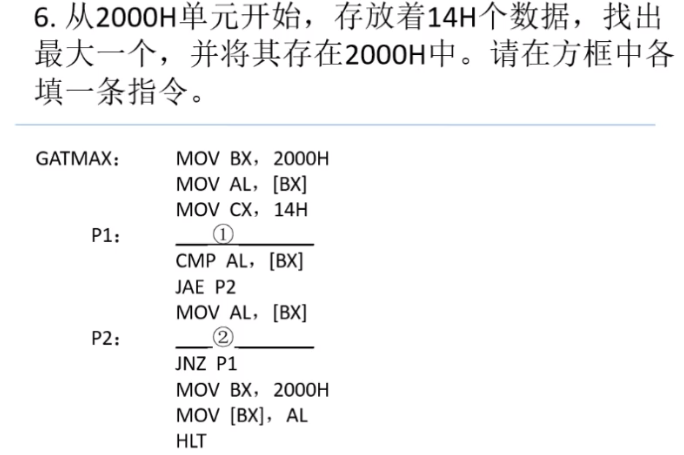 6. 从2000H单元开始，存放着14H个数据，找出
最大一个，并将其存在2000H中。请在方框中各
填一条指令。
GATMAX： MOV BX，2000H
MOV AL，[BX]
MOV CX，14H
P1： ___①_______
CMP AL，[BX]
JAE P2
MOV AL，[BX]
P2： ___②_______
JNZ P1
MOV BX，2000H
MOV [BX]，AL
HLT